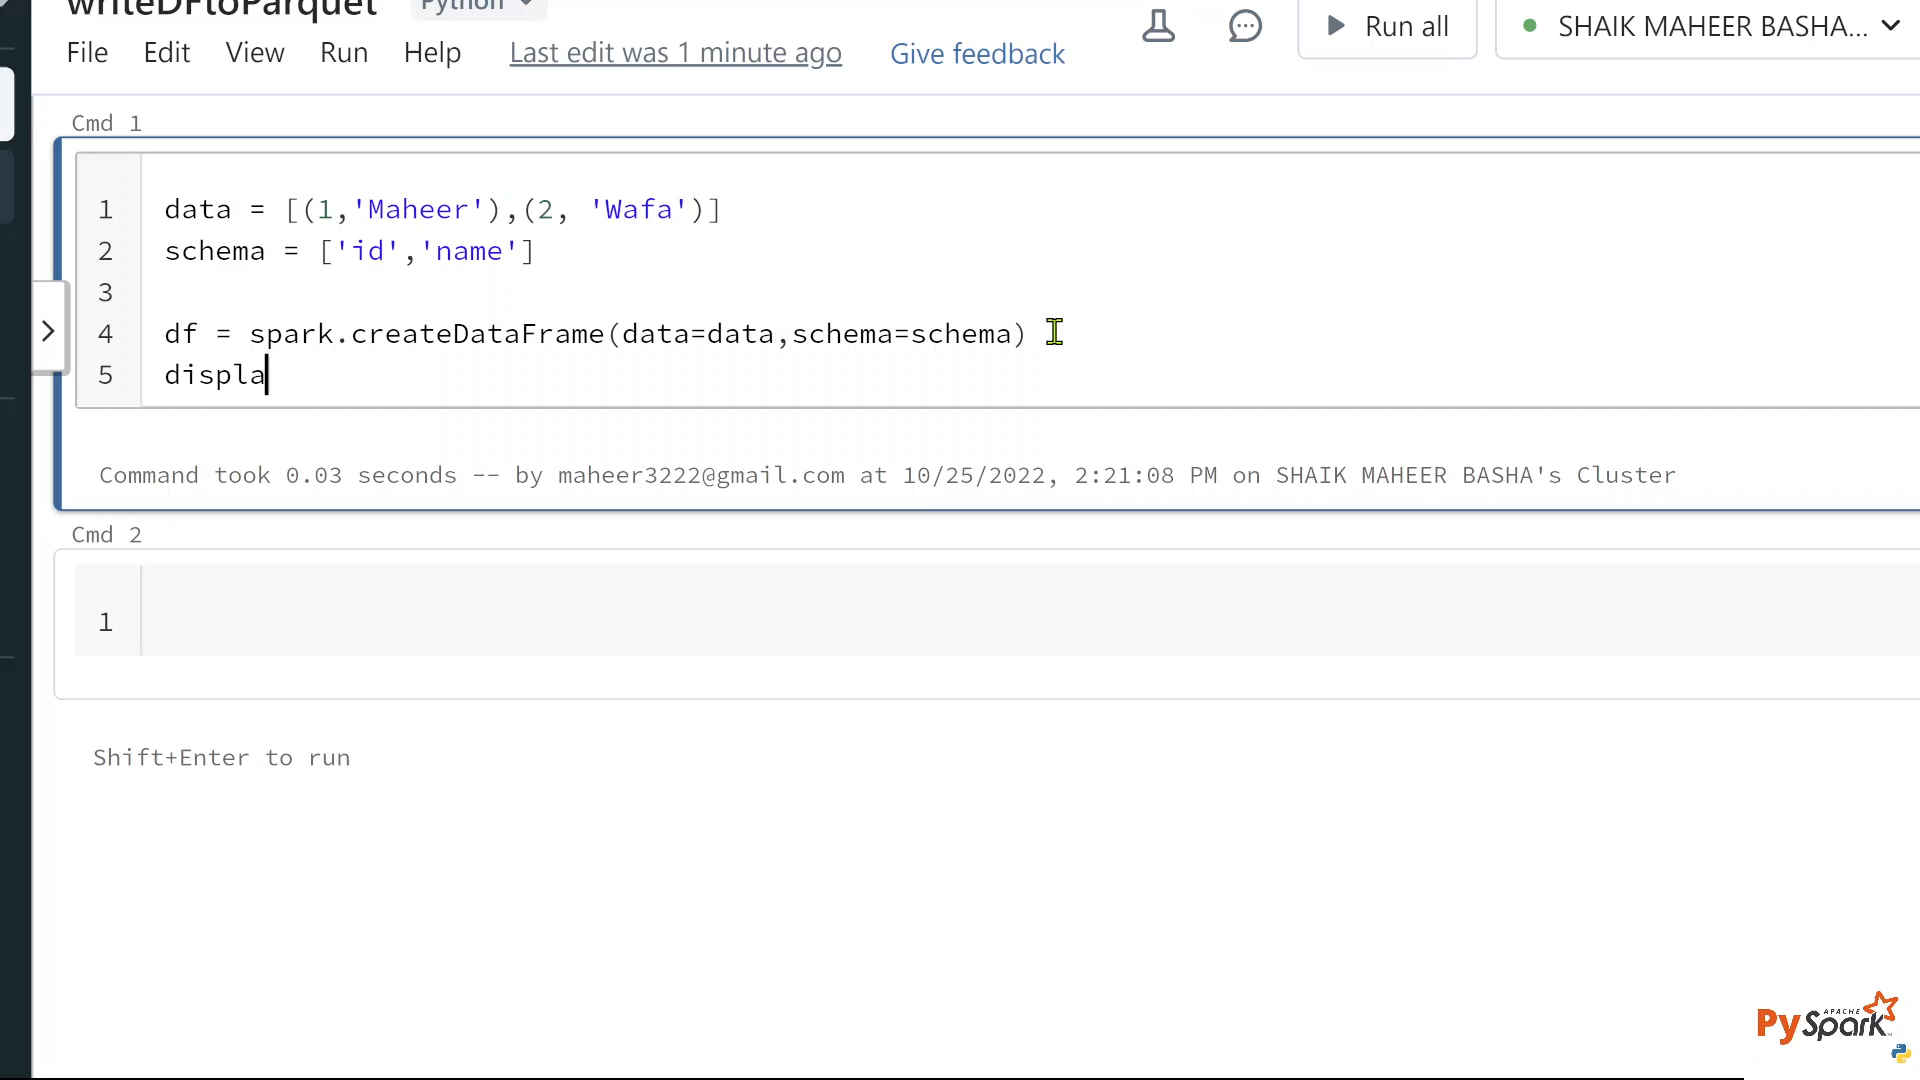 writeDFtoParquet Python
File Edit View Run Help Last edit was 1 minute ago Give feedback Run all SHAIK MAHEER BASHA...
Cmd 1
1 data = [(1,'Maheer'),(2, 'Wafa')]
2 schema = ['id','name']
3
4 df = spark.createDataFrame(data=data,schema=schema)
5 displa
Command took 0.03 seconds -- by maheer3222@gmail.com at 10/25/2022, 2:21:08 PM on SHAIK MAHEER BASHA's Cluster
Cmd 2
1
Shift+Enter to run
APACHE
PySpark